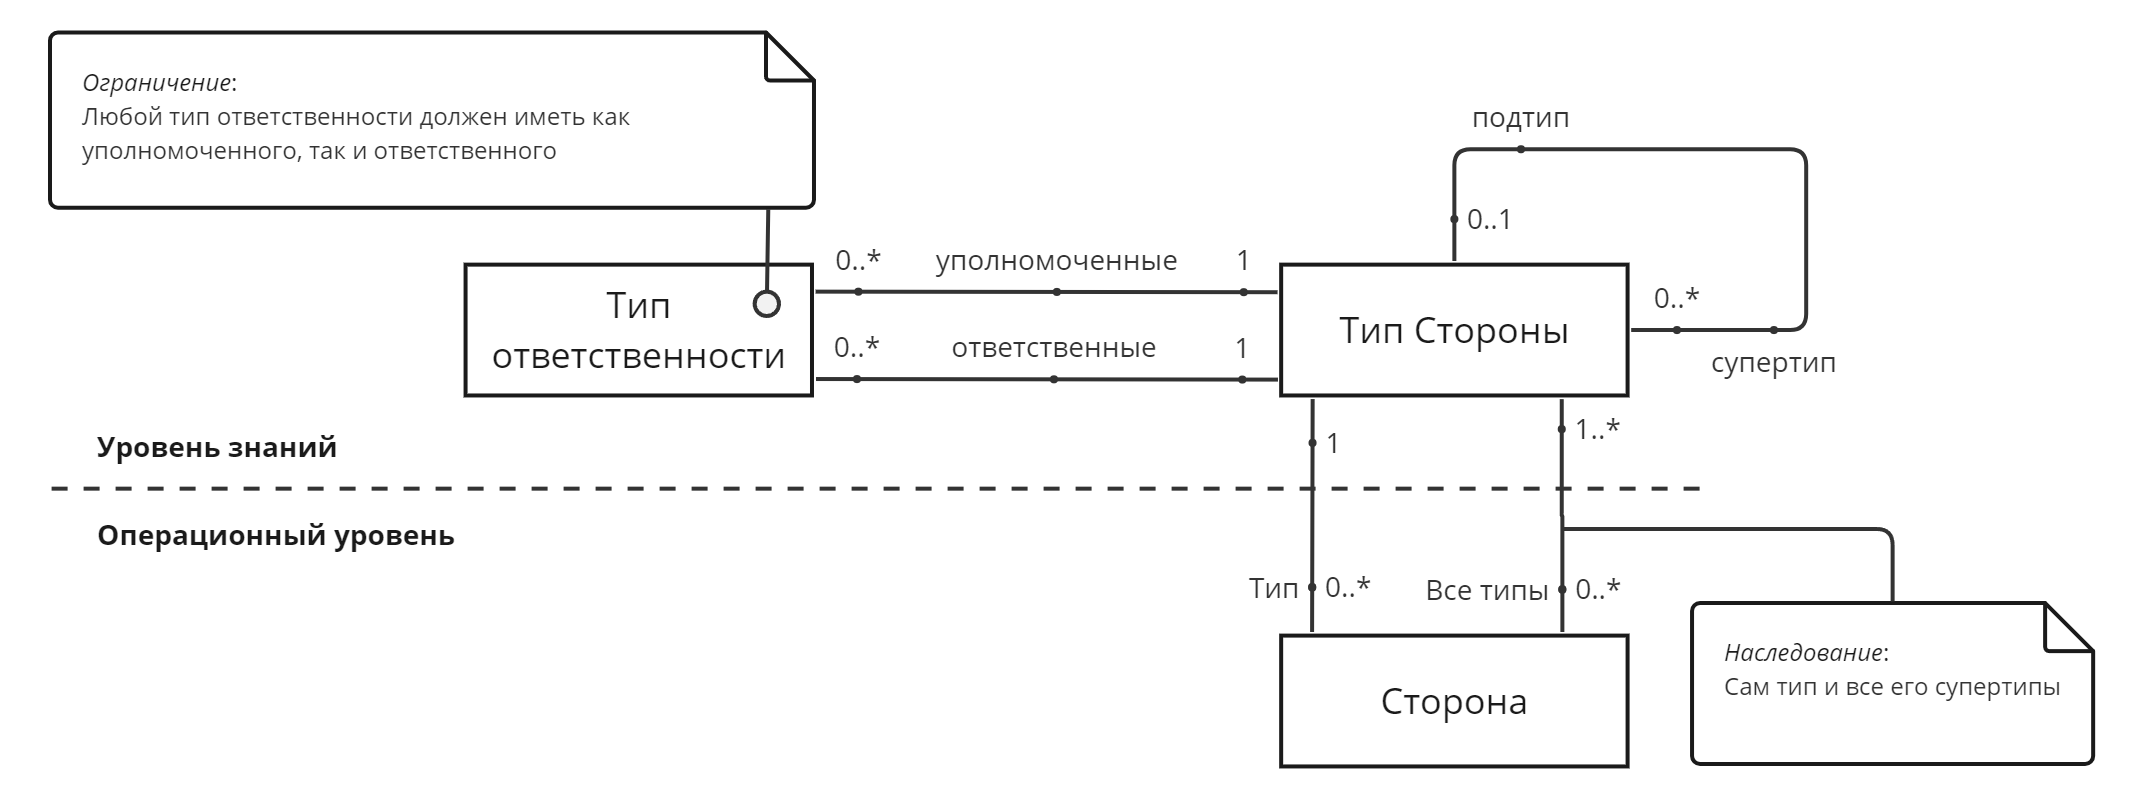 Ограничение:
Любой тип ответственности должен иметь как
уполномоченного, так и ответственного
подтип
0..1
0..*
уполномоченные
1
Тип
ответственности
0..*
ответственные
1
Тип Стороны
0..*
супертип
1
1..*
Уровень знаний
Операционный уровень
Тип
0..*
Все типы
0..*
Наследование:
Сам тип и все его супертипы
Сторона